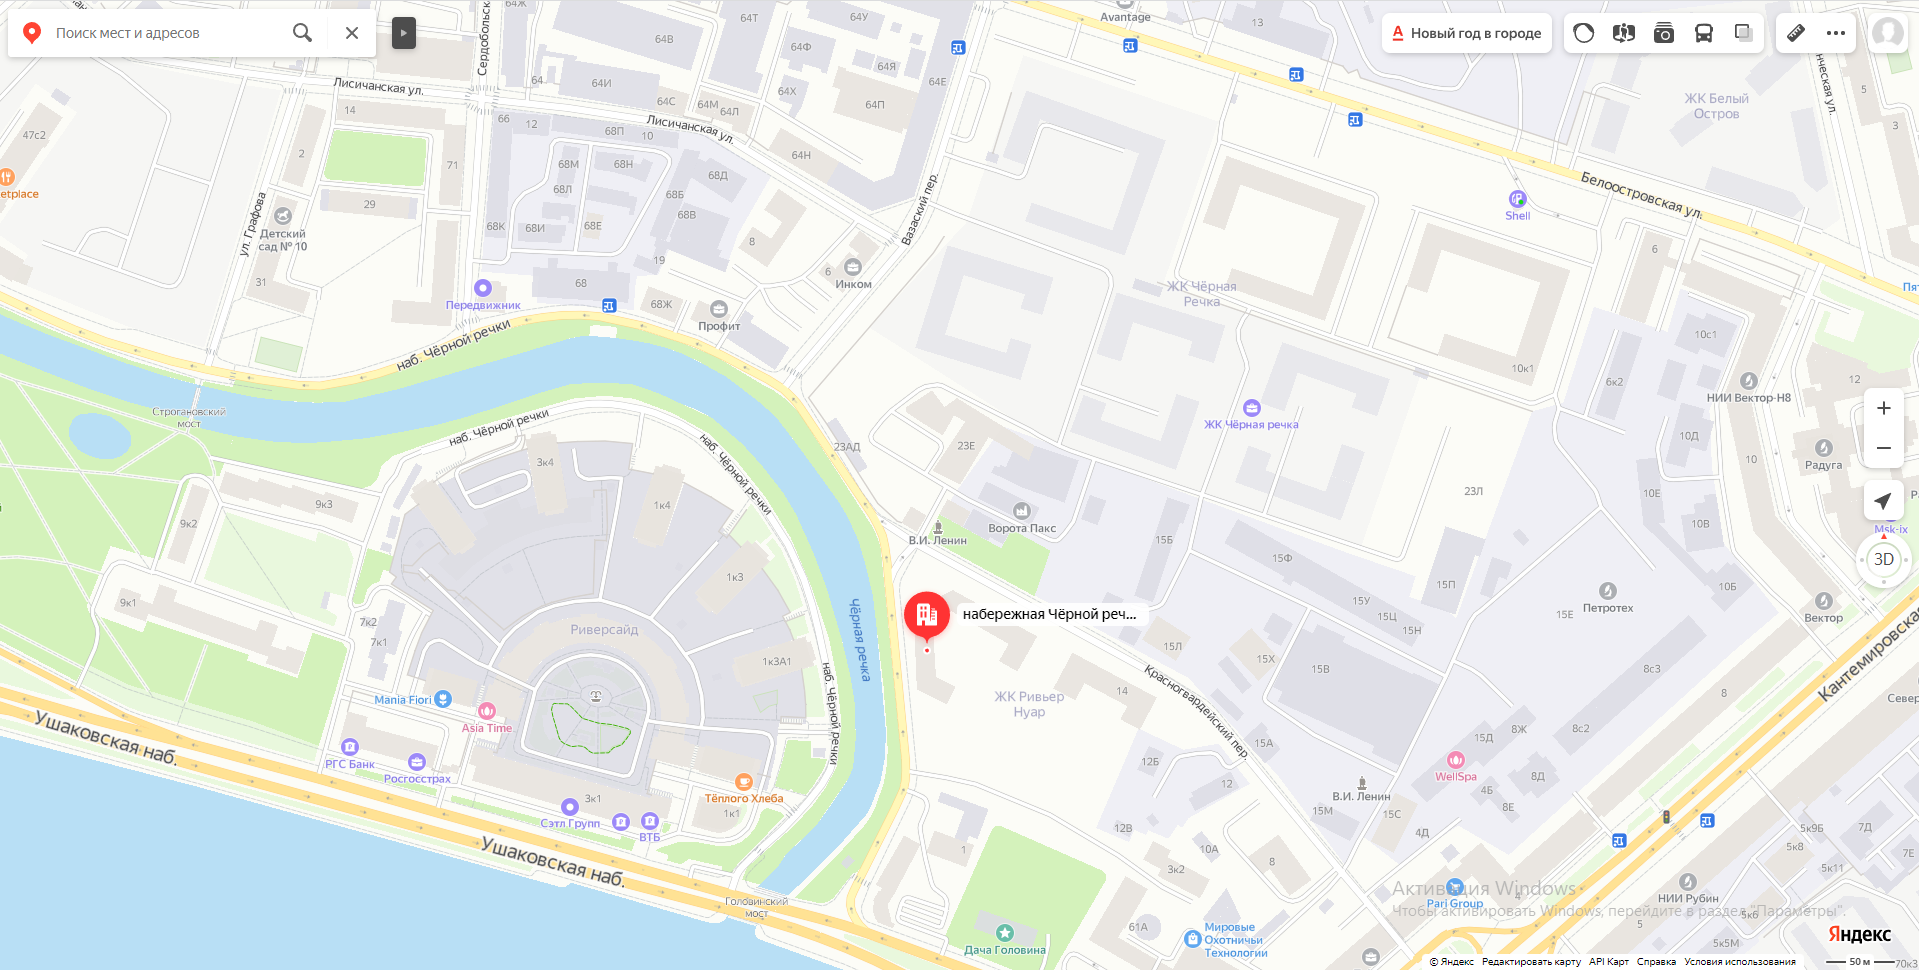 Поиск мест и адресов
Новый год в городе
Avantage
Лисичанская ул.
Сердобольск
Лисичанская ул.
Вазаский пер.
ул. Графова
Белоостровская ул.
ЖК Белый
Остров
47с2
etplace
14
2
71
29
31
Детский
сад № 10
66
12
68П
10
64Т
64У
64В
64Ф
64Я
64Е
64
64И
64С
64М
64Л
64Х
64П
64Н
13
68М
68Н
68Л
68Б
68Д
68В
68К
68И
68Е
8
6
19
68
68Ж
Передвижник
Профит
Инком
Shell
5
3
6
ЖК Чёрная
Речка
10к1
6к2
10с1
НИИ Вектор-Н8
12
Пят
наб. Чёрной речки
Строгановский
мост
наб. Чёрной речки
наб. Чёрной речки
ЖК Чёрная речка
23АД
23Е
3к4
1к4
9к3
9к2
9к1
7к2
7к1
1к3
1к3А1
Риверсайд
Ворота Пакс
В.И. Ленин
23Л
10Д
10
10Е
10В
10Б
Радуга
Msk-ix
3D
15Б
15Ф
15П
15У
15Ц
15Н
15Е
Петротех
Вектор
Кантемировска
набережная Чёрной реч...
Чёрная речка
наб. Чёрной речки
15Л
15Х
15В
8с3
8
ЖК Ривьер
Нуар
14
Красногвардейский пер.
Mania Fiori
Asia Time
РГС Банк
Росгосстрах
Ушаковская наб.
Тёплого Хлеба
3к1
1к1
Сэтл Групп
ВТБ
Ушаковская наб.
Головинский
мост
15А
12Б
12
12В
10А
3к2
8
1
В.И. Ленин
15М
15С
4Д
15Д
8Ж
8с2
WellSpa
4Б
8Д
8Е
Север
5к9Б
7Д
5к8
7Е
5к11
НИИ Рубин
5к6
5к5М
70к3
61А
Мировые
Охотничьи
Технологии
Дача Головина
Pari Group
Активация Windows
Чтобы активировать Windows, перейдите в раздел "Параметры".
Яндекс
© Яндекс Редактировать карту API Карт Справка Условия использования 50 м